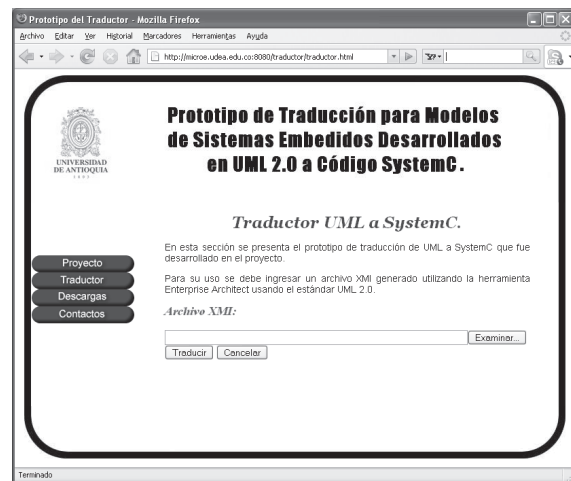 Prototipo del Traductor - Mozilla Firefox
Archivo Editar Ver Historial Marcadores Herramientas Ayuda
http://microe.udea.edu.co:8080/traductor/traductor.html
UNIVERSIDAD
DE ANTIOQUIA
1803
Prototipo de Traducción para Modelos
de Sistemas Embedidos Desarrollados
en UML 2.0 a Código SystemC.
Traductor UML a SystemC.
En esta sección se presenta el prototipo de traducción de UML a SystemC que fue
desarrollado en el proyecto.
Para su uso se debe ingresar un archivo XMI generado utilizando la herramienta
Enterprise Architect usando el estándar UML 2.0.
Proyecto
Traductor
Descargas
Contactos
Archivo XMI:
Examinar...
Traducir Cancelar
Terminado